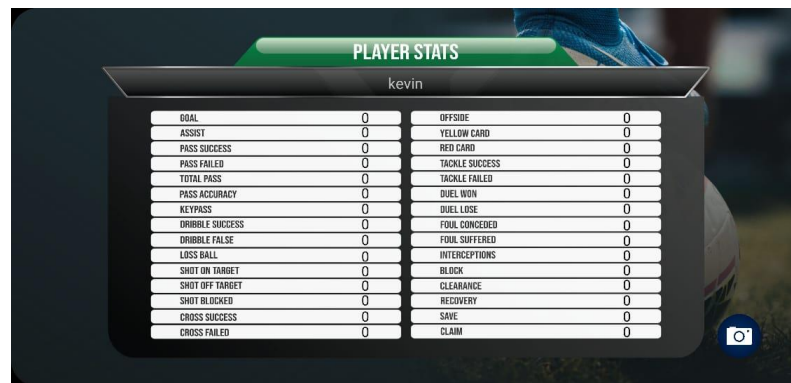 PLAYER STATS
kevin
GOAL 0
ASSIST 0
PASS SUCCESS 0
PASS FAILED 0
TOTAL PASS 0
PASS ACCURACY 0
KEYPASS 0
DRIBBLE SUCCESS 0
DRIBBLE FALSE 0
LOSS BALL 0
SHOT ON TARGET 0
SHOT OFF TARGET 0
SHOT BLOCKED 0
CROSS SUCCESS 0
CROSS FAILED 0
OFFSIDE 0
YELLOW CARD 0
RED CARD 0
TACKLE SUCCESS 0
TACKLE FAILED 0
DUEL WON 0
DUEL LOSE 0
FOUL CONCEDED 0
FOUL SUFFERED 0
INTERCEPTIONS 0
BLOCK 0
CLEARANCE 0
RECOVERY 0
SAVE 0
CLAIM 0